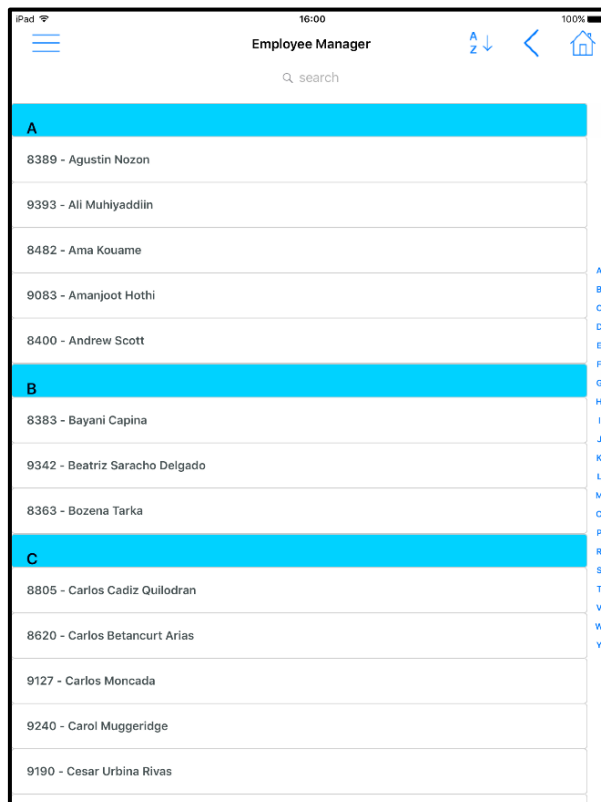 iPad 16:00 100%
Employee Manager A Z
search
A
8389 - Agustin Nozon
9393 - Ali Muhiyaddiin
8482 - Ama Kouame
9083 - Amanjoot Hothi
8400 - Andrew Scott
B
8383 - Bayani Capina
9342 - Beatriz Saracho Delgado
8363 - Bozena Tarka
C
8805 - Carlos Cadiz Quilodran
8620 - Carlos Betancurt Arias
9127 - Carlos Moncada
9240 - Carol Muggeridge
9190 - Cesar Urbina Rivas
A
B
C
D
E
F
G
H
I
J
K
L
M
O
P
R
S
T
V
W
Y